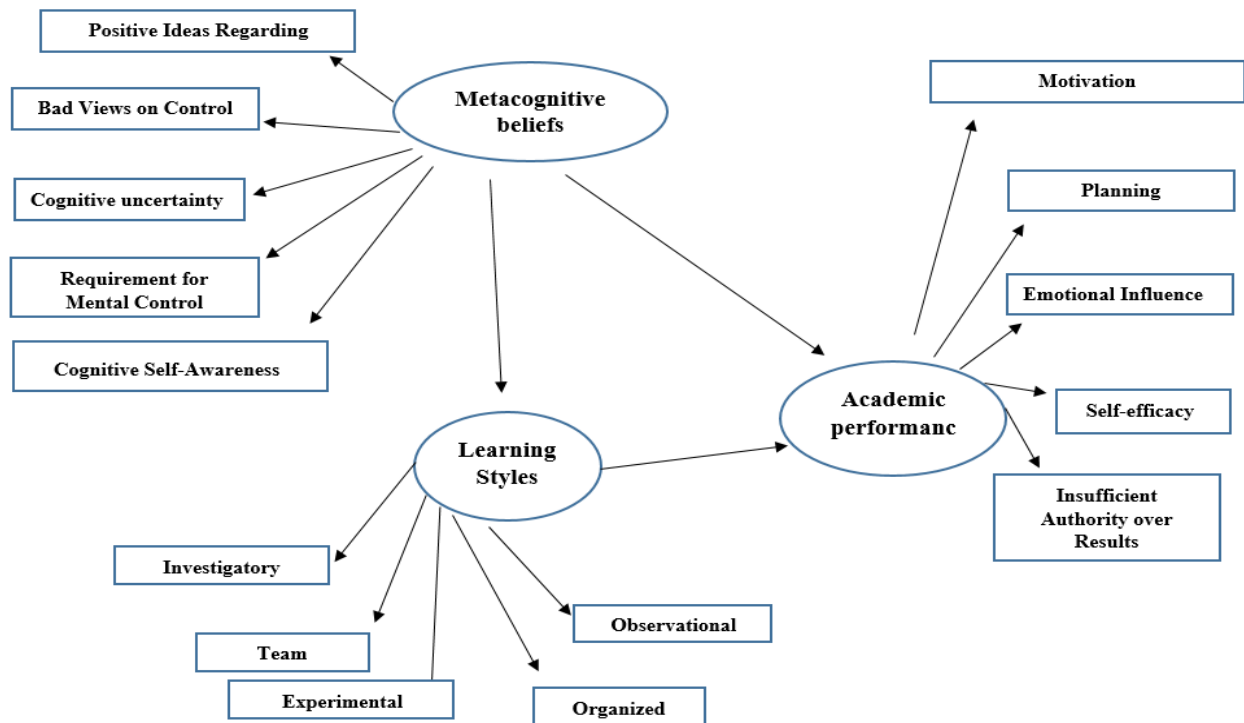 Positive Ideas Regarding
Metacognitive
beliefs
Motivation
Bad Views on Control
Planning
Cognitive uncertainty
Requirement for
Mental Control
Emotional Influence
Cognitive Self-Awareness
Academic
performanc
Self-efficacy
Learning
Styles
Insufficient
Authority over
Results
Investigatory
Observational
Team
Experimental
Organized